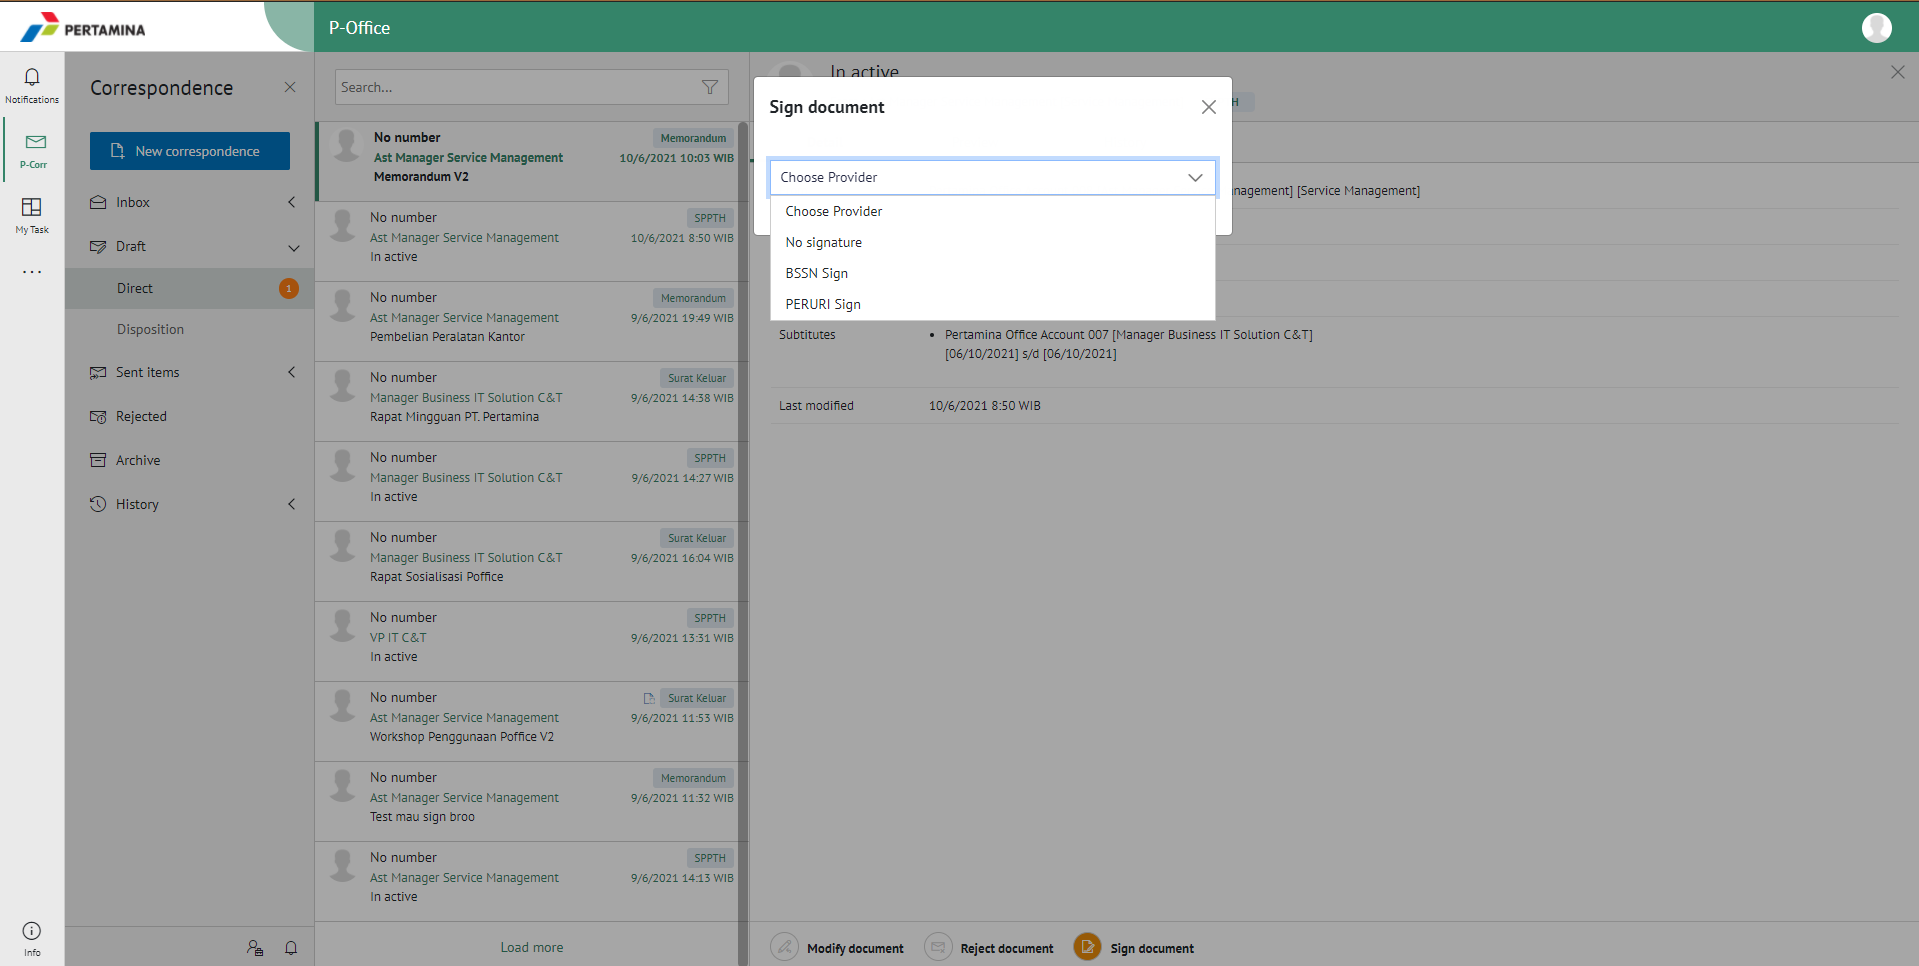 PERTAMINA
P-Office
Notifications
P-Corr
My Task
Info
Correspondence
New correspondence
Inbox
Draft
Direct
1
Disposition
Sent items
Rejected
Archive
History
Search...
No number
Memorandum
Ast Manager Service Management
10/6/2021 10:03 WIB
Memorandum V2
No number
SPPTH
Ast Manager Service Management
10/6/2021 8:50 WIB
In active
No number
Memorandum
Ast Manager Service Management
9/6/2021 19:49 WIB
Pembelian Peralatan Kantor
No number
Surat Keluar
Manager Business IT Solution C&T
9/6/2021 14:38 WIB
Rapat Mingguan PT. Pertamina
No number
SPPTH
Manager Business IT Solution C&T
9/6/2021 14:27 WIB
In active
No number
Surat Keluar
Manager Business IT Solution C&T
9/6/2021 16:04 WIB
Rapat Sosialisasi Poffice
No number
SPPTH
VP IT C&T
9/6/2021 13:31 WIB
In active
No number
Surat Keluar
Ast Manager Service Management
9/6/2021 11:53 WIB
Workshop Penggunaan Poffice V2
No number
Memorandum
Ast Manager Service Management
9/6/2021 11:32 WIB
Test mau sign broo
No number
SPPTH
Ast Manager Service Management
9/6/2021 14:13 WIB
In active
Load more
In active
H
Sign document
Choose Provider
Choose Provider
No signature
BSSN Sign
PERURI Sign
nagement] [Service Management]
Subtitutes
• Pertamina Office Account 007 [Manager Business IT Solution C&T]
[06/10/2021] s/d [06/10/2021]
Last modified
10/6/2021 8:50 WIB
Modify document
Reject document
Sign document